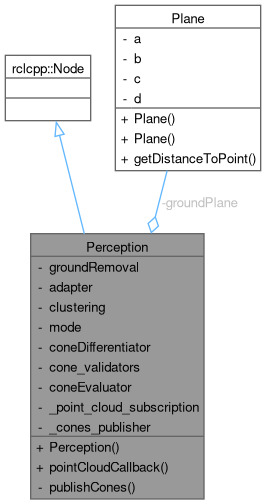 Plane
- a
- b
- c
- d
+ Plane()
+ Plane()
+ getDistanceToPoint()
rclcpp::Node
-groundPlane
Perception
- groundRemoval
- adapter
- clustering
- mode
- coneDifferentiator
- cone_validators
- coneEvaluator
- _point_cloud_subscription
- _cones_publisher
+ Perception()
+ pointCloudCallback()
- publishCones()